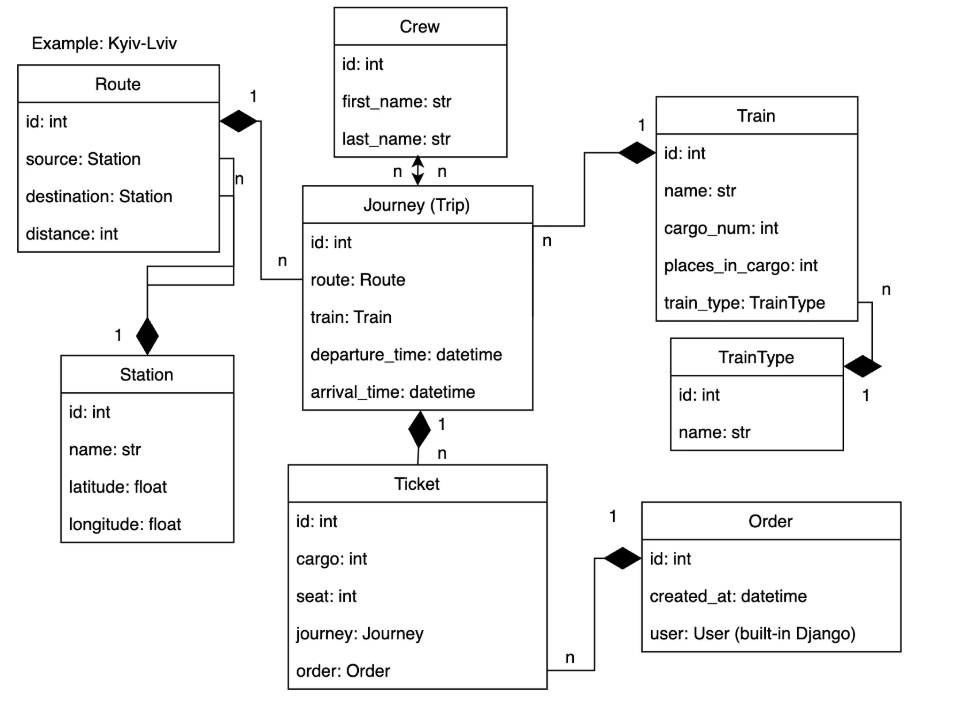 Example: Kyiv-Lviv
Route
id: int
source: Station
destination: Station
distance: int
1
n
n
Crew
id: int
first_name: str
last_name: str
n
n
Journey (Trip)
id: int
route: Route
train: Train
departure_time: datetime
arrival_time: datetime
n
1
Train
id: int
name: str
cargo_num: int
places_in_cargo: int
train_type: TrainType
n
TrainType
id: int
name: str
1
1
Station
id: int
name: str
latitude: float
longitude: float
1
n
Ticket
id: int
cargo: int
seat: int
journey: Journey
order: Order
n
1
Order
id: int
created_at: datetime
user: User (built-in Django)